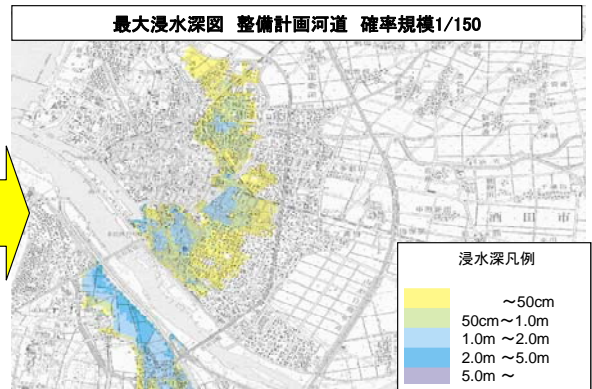 最大浸水深図 整備計画河道 確率規模1/150
酒田市
浸水深凡例
～50cm
50cm～1.0m
1.0m ～2.0m
2.0m ～5.0m
5.0m ～